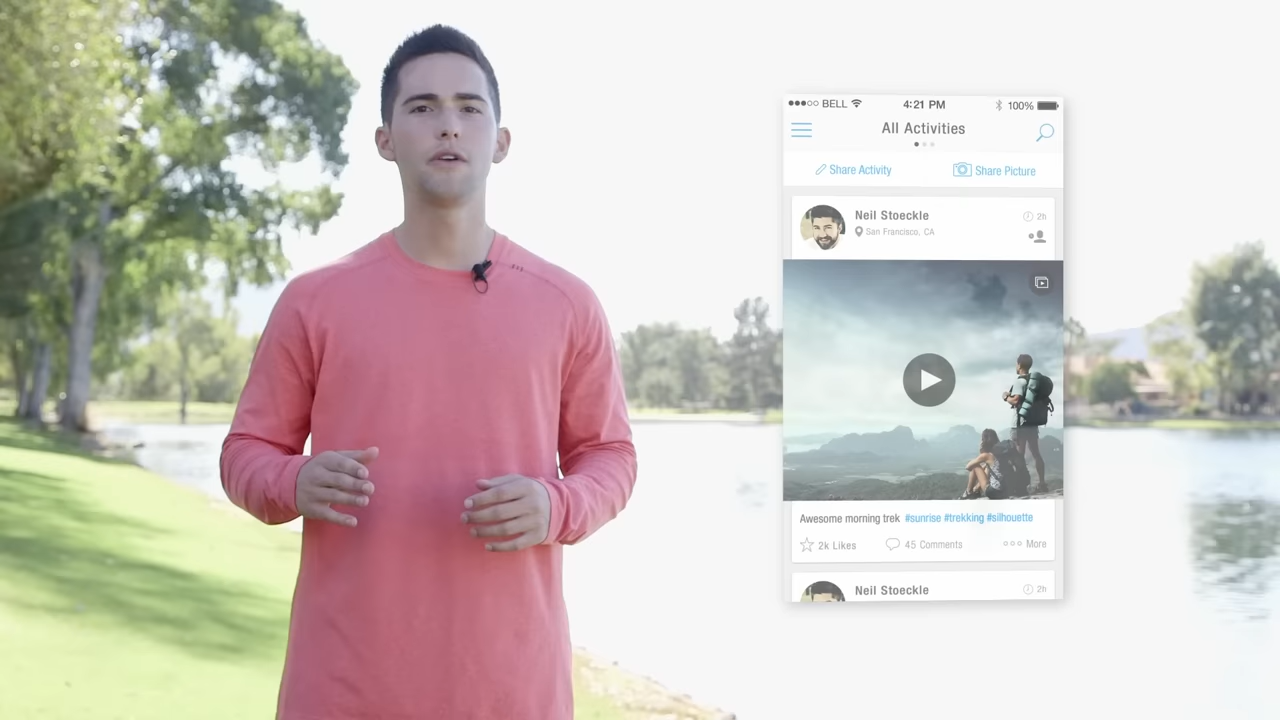 BELL 4:21 PM 100%
All Activities
Share Activity Share Picture
Neil Stoeckle 2h
San Francisco, CA
Awesome morning trek #sunrise #trekking #silhouette
2k Likes 45 Comments More
Neil Stoeckle 2h